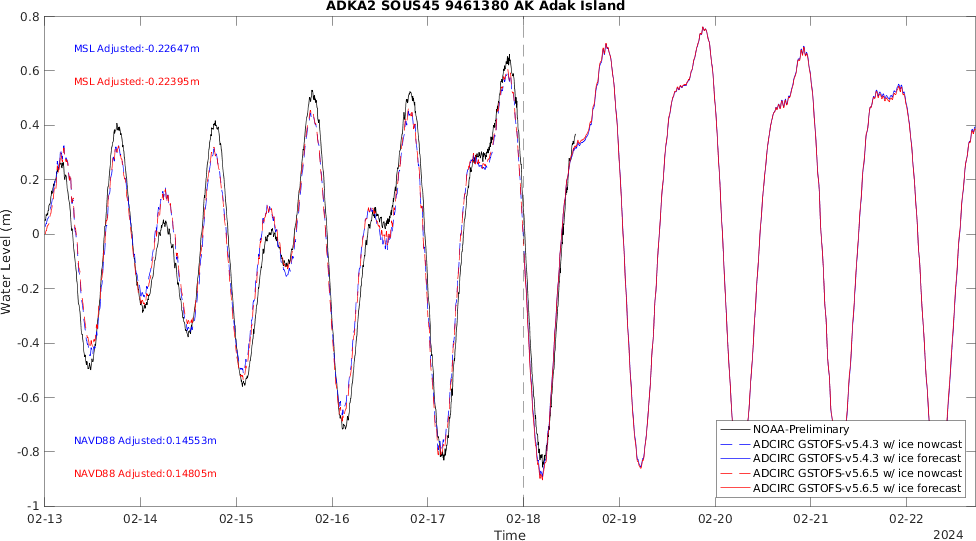 ADKA2 SOUS45 9461380 AK Adak Island
0.8
0.6
0.4
0.2
0
-0.2
-0.4
-0.6
-0.8
-1
Water Level (m)
MSL Adjusted:-0.22647m
MSL Adjusted:-0.22395m
NAVD88 Adjusted:0.14553m
NAVD88 Adjusted:0.14805m
NOAA-Preliminary
ADCIRC GSTOFS-v5.4.3 w/ ice nowcast
ADCIRC GSTOFS-v5.4.3 w/ ice forecast
ADCIRC GSTOFS-v5.6.5 w/ ice nowcast
ADCIRC GSTOFS-v5.6.5 w/ ice forecast
02-13 02-14 02-15 02-16 02-17 02-18 02-19 02-20 02-21 02-22
Time
2024